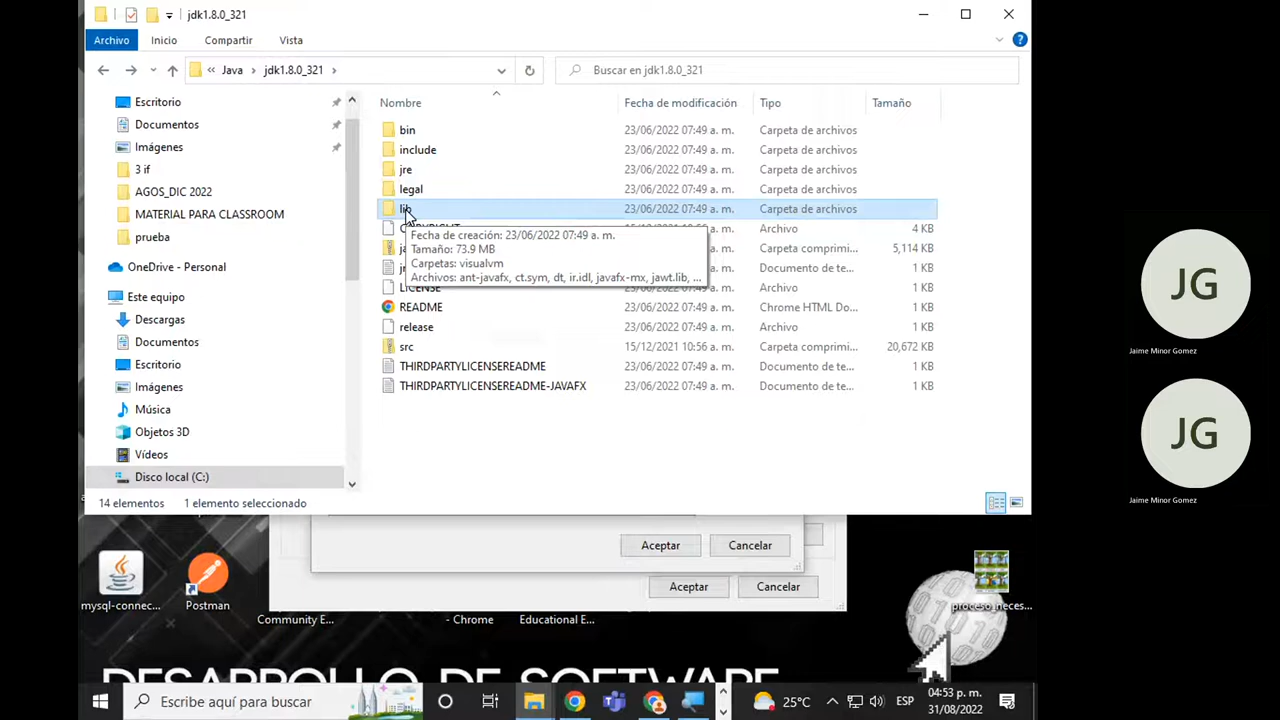 jdk1.8.0_321
Archivo Inicio Compartir Vista
Java jdk1.8.0_321
Buscar en jdk1.8.0_321
Nombre Fecha de modificación Tipo Tamaño
Escritorio
Documentos
Imágenes
3 if
AGOS_DIC 2022
MATERIAL PARA CLASSROOM
prueba
OneDrive - Personal
Este equipo
Descargas
Documentos
Escritorio
Imágenes
Música
Objetos 3D
Vídeos
Disco local (C:)
bin 23/06/2022 07:49 a. m. Carpeta de archivos
include 23/06/2022 07:49 a. m. Carpeta de archivos
jre 23/06/2022 07:49 a. m. Carpeta de archivos
legal 23/06/2022 07:49 a. m. Carpeta de archivos
lib 23/06/2022 07:49 a. m. Carpeta de archivos
Archivo 4 KB
Carpeta comprimi... 5,114 KB
Documento de te... 1 KB
LICENSE 23/06/2022 07:49 a. m. Archivo 1 KB
README 23/06/2022 07:49 a. m. Chrome HTML Do... 1 KB
release 23/06/2022 07:49 a. m. Archivo 1 KB
src 15/12/2021 10:56 a. m. Carpeta comprimi... 20,672 KB
THIRDPARTYLICENSEREADME 23/06/2022 07:49 a. m. Documento de te... 1 KB
THIRDPARTYLICENSEREADME-JAVAFX 23/06/2022 07:49 a. m. Documento de te... 1 KB
Fecha de creación: 23/06/2022 07:49 a. m.
Tamaño: 73.9 MB
Carpetas: visualvm
Archivos: ant-javafx, ct.sym, dt, ir.idl, javafx-mx, jawt.lib, ...
14 elementos 1 elemento seleccionado
Aceptar Cancelar
Aceptar Cancelar
mysql-connec...
Postman
Community E...
- Chrome
Educational E...
proceso_neces...
DESARROLLO DE SOFTWARE
Escribe aquí para buscar
25°C
ESP
04:53 p. m.
31/08/2022
JG
Jaime Minor Gomez
JG
Jaime Minor Gomez